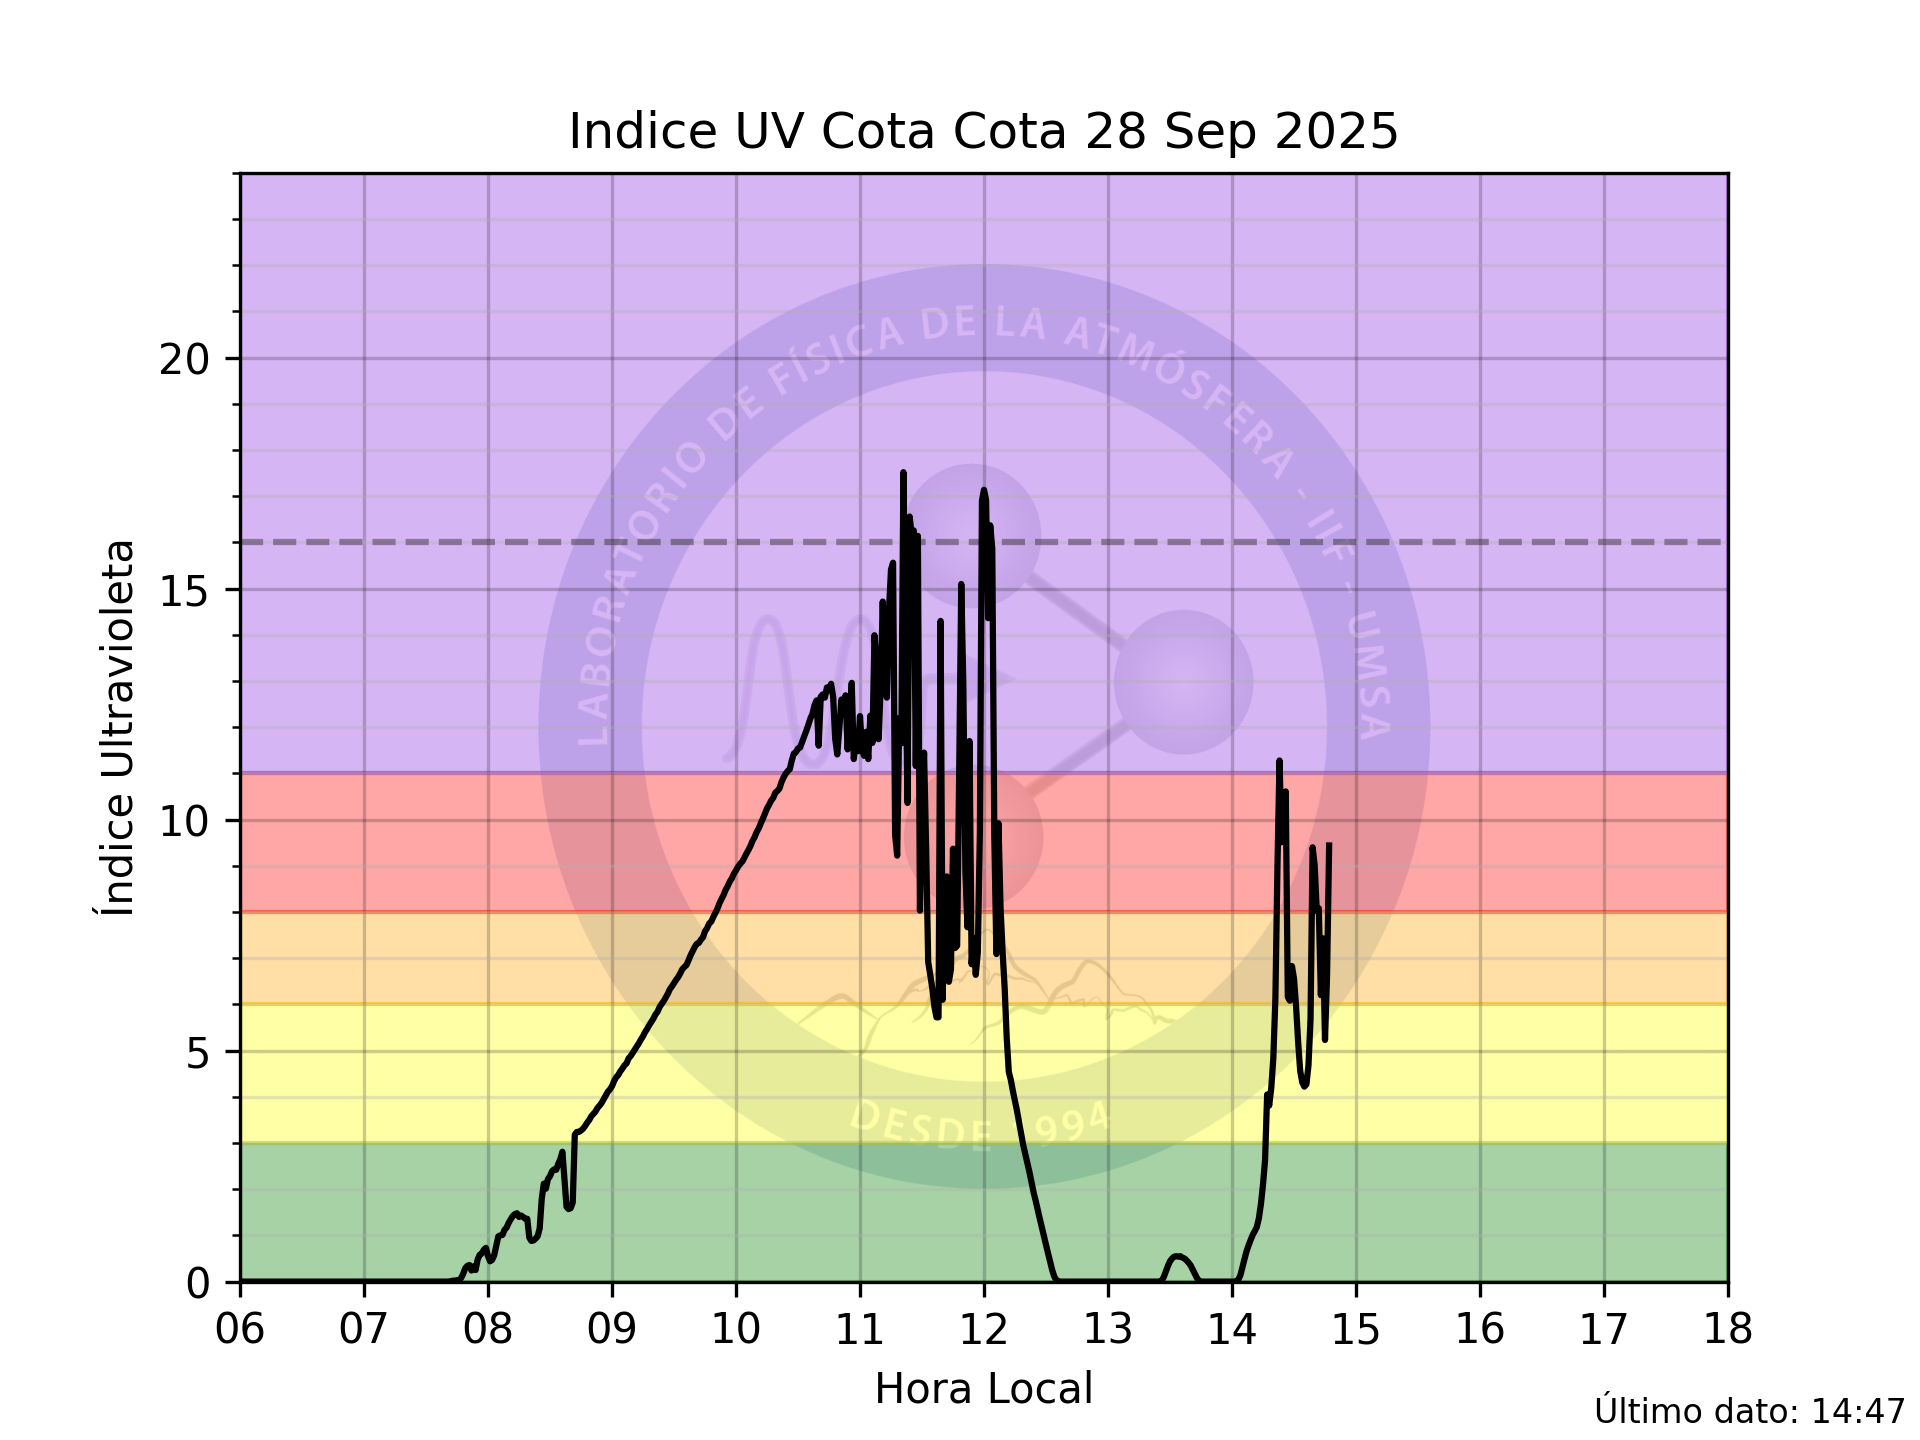 Indice UV Cota Cota 28 Sep 2025
LABORATORIO DE FÍSICA DE LA ATMÓSFERA - IIF - UMSA
DESDE 1994
Índice Ultravioleta
20
15
10
5
0
06 07 08 09 10 11 12 13 14 15 16 17 18
Hora Local
Último dato: 14:47